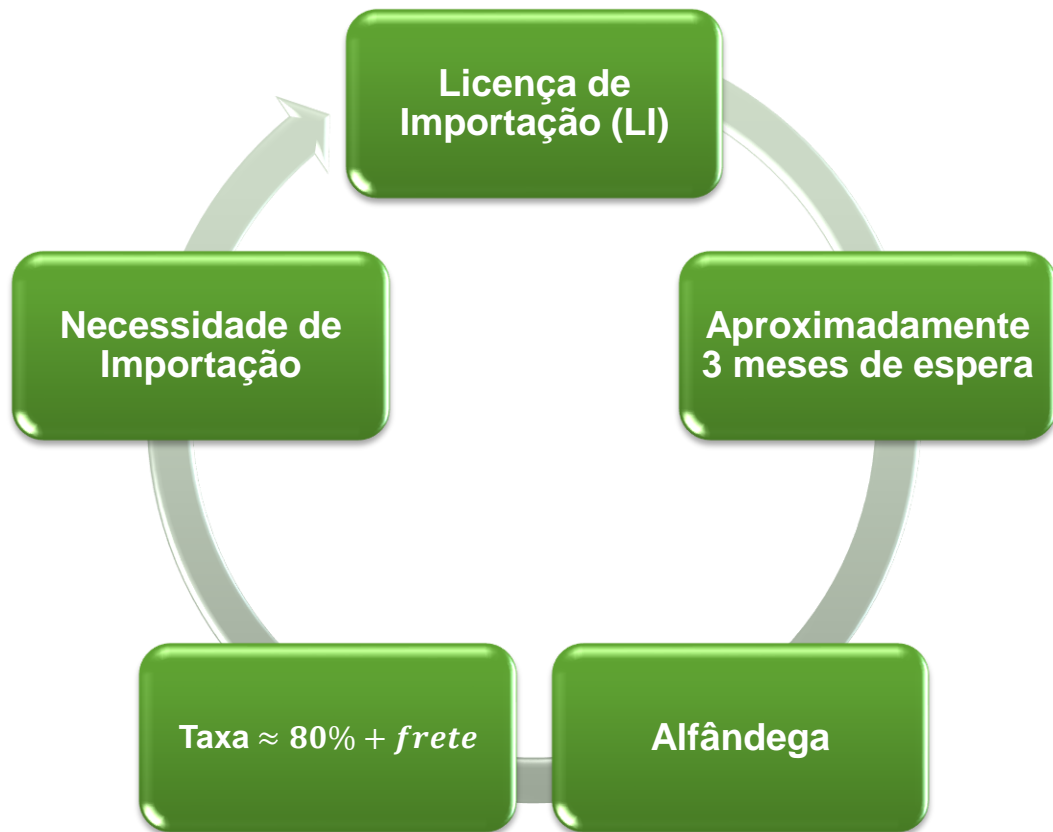 Licença de
Importação (LI)
Aproximadamente
3 meses de espera
Alfândega
Taxa ≈ 80% + frete
Necessidade de
Importação